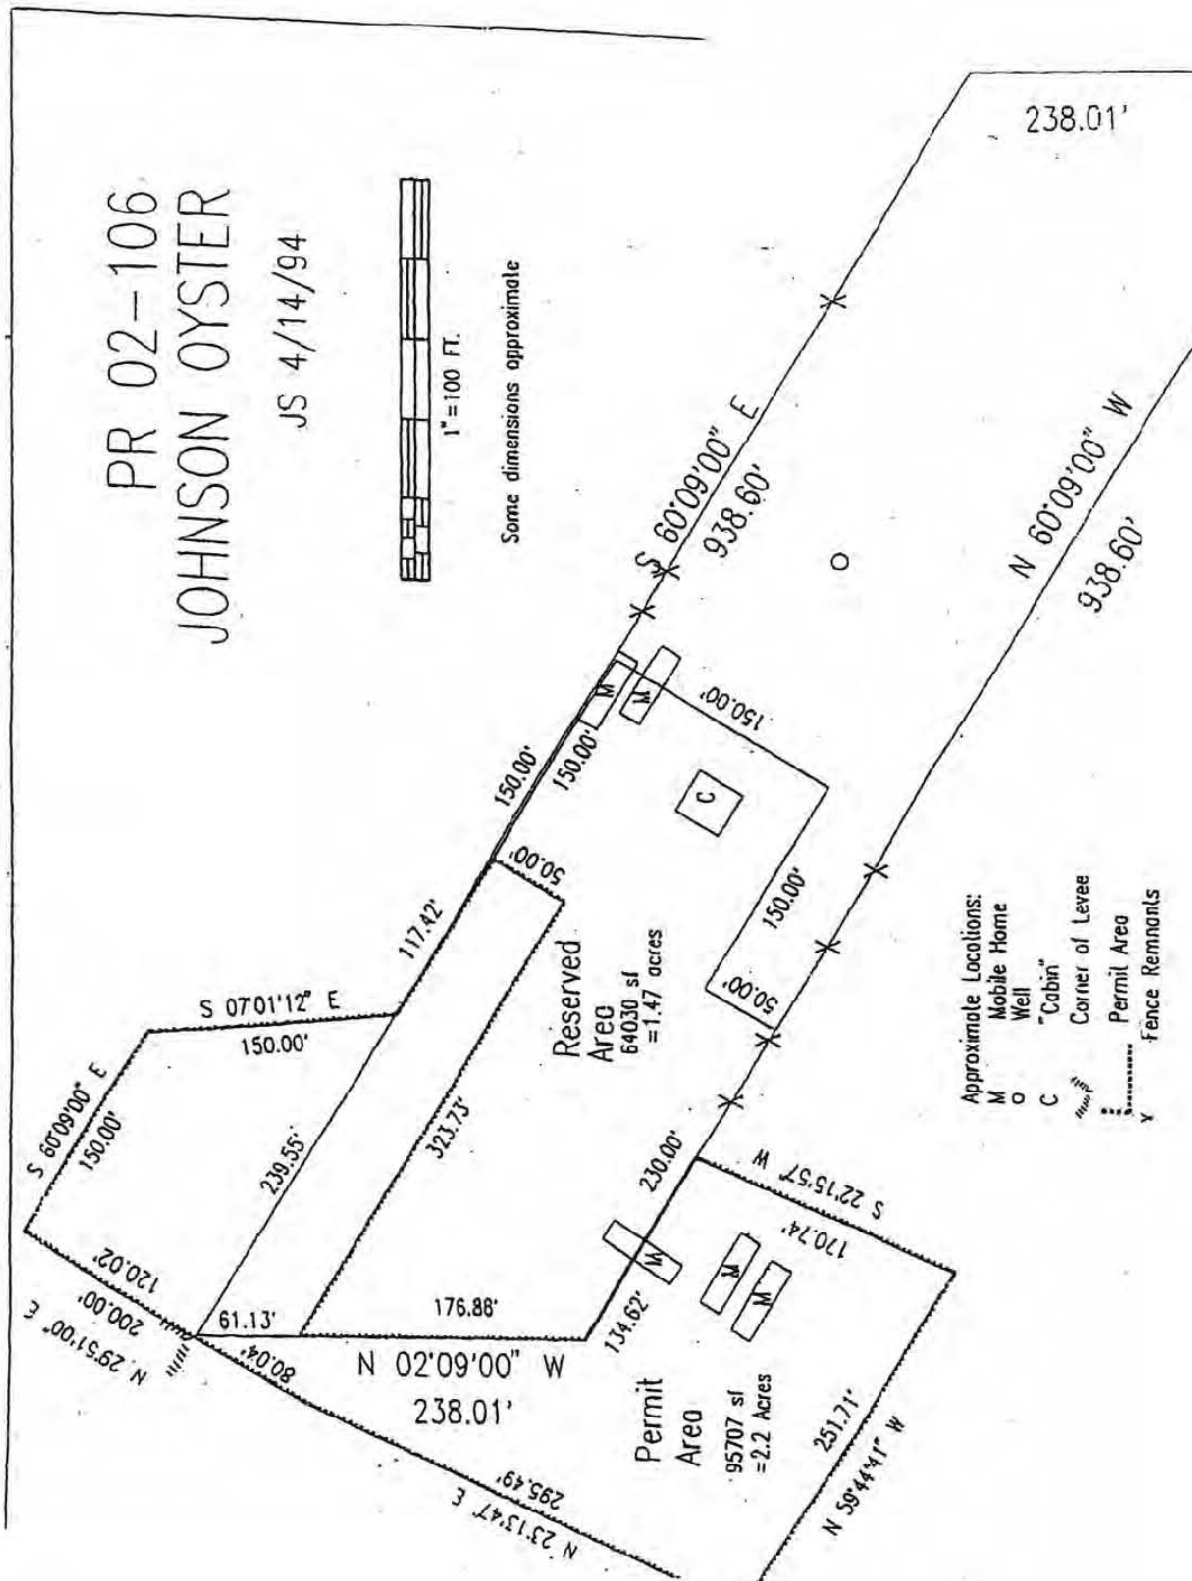 PR 02-106
JOHNSON OYSTER
JS 4/14/94
1"=100 FT.
Some dimensions approximate
238.01'
S 60°09'00" E
938.60'
N 60°09'00" W
938.60'
M
M
150.00'
150.00'
150.00'
C
50.00'
117.42'
150.00'
50.00'
Reserved
Area
64030 sf
=1.47 acres
S 07°01'12" E
150.00'
S 60°09'00" E
150.00'
239.55'
323.73'
120.02'
200.00'
N 29°51'00" E
61.13'
176.88'
80.04'
N 02°09'00" W
238.01'
230.00'
134.62'
M
M
M
S 22°15'57" W
170.74'
Permit
Area
95707 sf
=2.2 Acres
295.49'
N 23°13'47" E
251.71'
N 59°44'41" W
Approximate Locations:
M Mobile Home
O Well
C "Cabin"
Corner of Levee
Permit Area
Fence Remnants